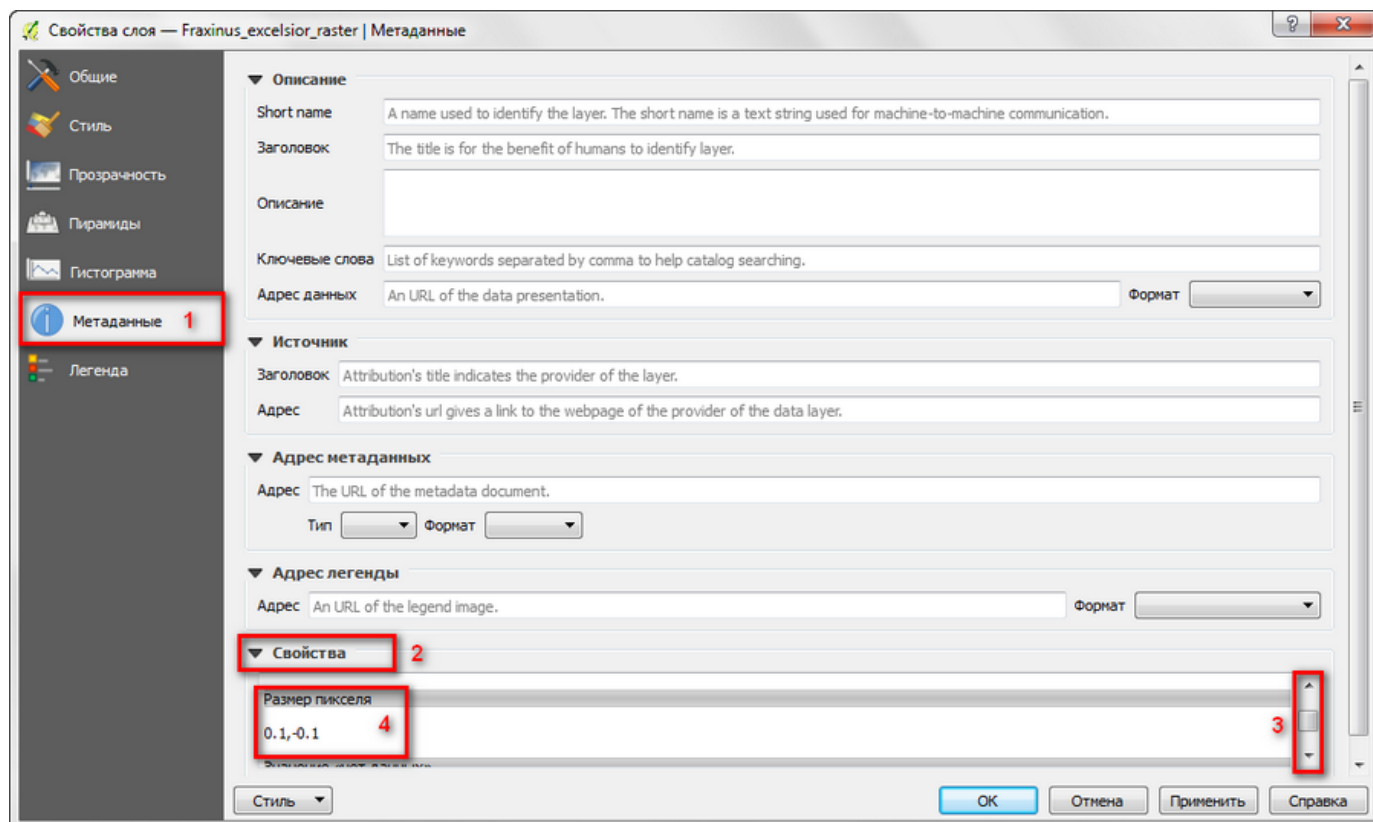 Свойства слоя — Fraxinus_excelsior_raster | Метаданные
Общие
Стиль
Прозрачность
Пирамиды
Гистограмма
Метаданные 1
Легенда
Описание
Short name A name used to identify the layer. The short name is a text string used for machine-to-machine communication.
Заголовок The title is for the benefit of humans to identify layer.
Описание
Ключевые слова List of keywords separated by comma to help catalog searching.
Адрес данных An URL of the data presentation. Формат
Источник
Заголовок Attribution's title indicates the provider of the layer.
Адрес Attribution's url gives a link to the webpage of the provider of the data layer.
Адрес метаданных
Адрес The URL of the metadata document.
Тип Формат
Адрес легенды
Адрес An URL of the legend image. Формат
Свойства 2
Размер пикселя
0.1,-0.1 4 3
Стиль OK Отмена Применить Справка